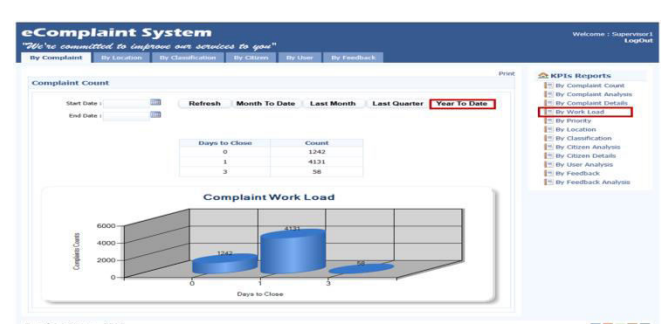 eComplaint System
"We're committed to improve our services to you"
Welcome : Supervisor1
LogOut
By Complaint By Location By Classification By Citizen By User By Feedback
Print
Complaint Count
Start Date :
End Date :
Refresh Month To Date Last Month Last Quarter Year To Date
Days to Close Count
0 1242
1 4131
3 58
Complaint Work Load
Complaints Counts
6000
4000
2000
0
1242
4131
58
0 1 3
Days to Close
KPIs Reports
By Complaint Count
By Complaint Analysis
By Complaint Details
By Work Load
By Priority
By Location
By Classification
By Citizen Analysis
By Citizen Details
By User Analysis
By Feedback
By Feedback Analysis